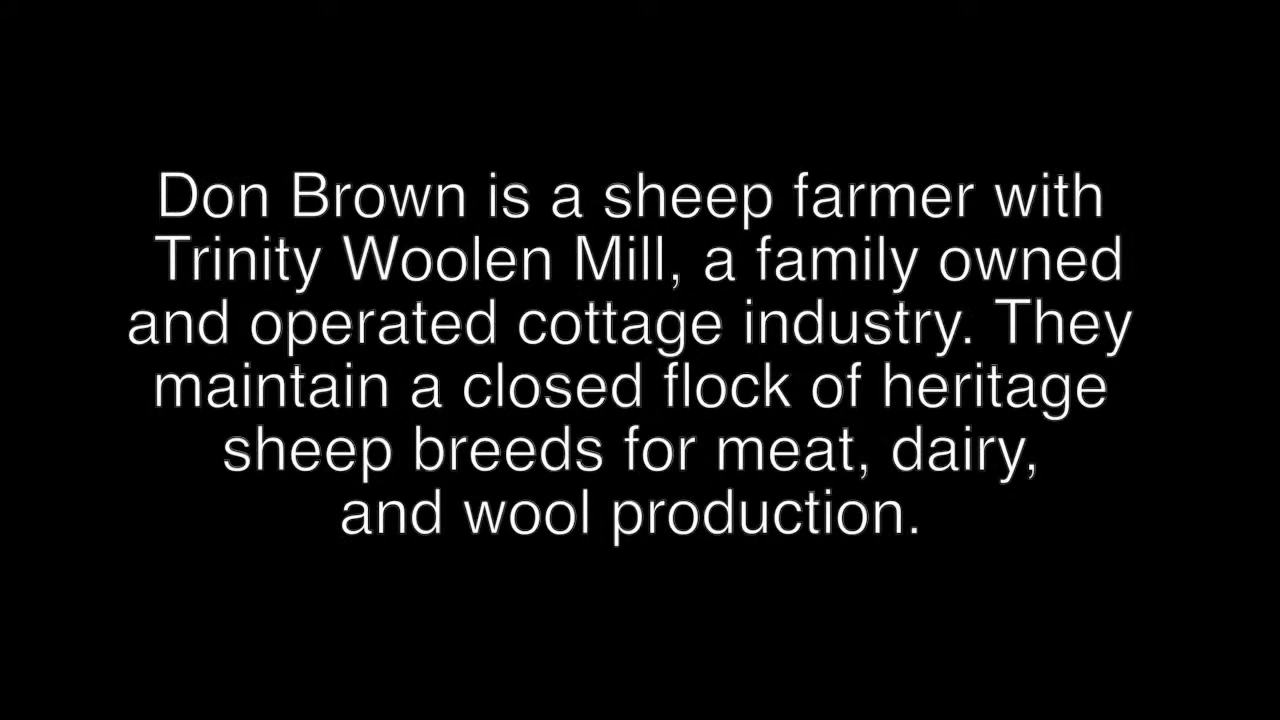 Don Brown is a sheep farmer with
Trinity Woolen Mill, a family owned
and operated cottage industry. They
maintain a closed flock of heritage
sheep breeds for meat, dairy,
and wool production.